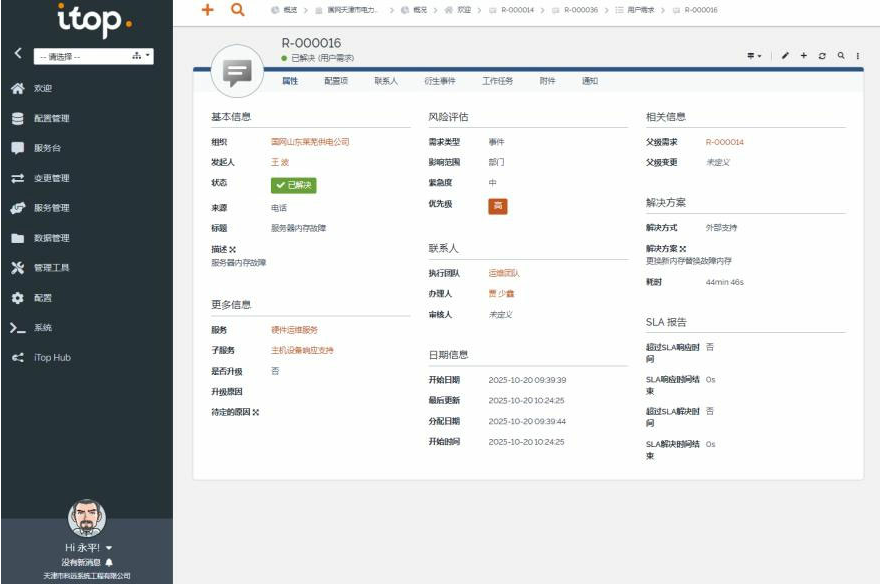 itop.
概览 > 国网天津市电力.. > 概况 > 欢迎 > R-000014 > R-000036 > 用户需求 > R-000016
-- 请选择 --
欢迎
配置管理
服务台
变更管理
服务管理
数据管理
管理工具
配置
系统
iTop Hub
Hi 永平!
没有新消息
天津市科远系统工程有限公司
R-000016
已解决 (用户需求)
属性 配置项 联系人 衍生事件 工作任务 附件 通知
基本信息
组织 国网山东莱芜供电公司
发起人 王 波
状态 已解决
来源 电话
标题 服务器内存故障
描述
服务器内存故障
更多信息
服务 硬件运维服务
子服务 主机设备响应支持
是否升级 否
升级原因
待定的原因
风险评估
需求类型 事件
影响范围 部门
紧急度 中
优先级 高
联系人
执行团队 运维团队
办理人 贾 少鑫
审核人 未定义
日期信息
开始日期 2025-10-20 09:39:39
最后更新 2025-10-20 10:24:25
分配日期 2025-10-20 09:39:44
开始时间 2025-10-20 10:24:25
相关信息
父级需求 R-000014
父级变更 未定义
解决方案
解决方式 外部支持
解决方案
更换新内存替换故障内存
耗时 44min 46s
SLA 报告
超过SLA响应时 否
间
SLA响应时间结 0s
束
超过SLA解决时 否
间
SLA解决时间结 0s
束